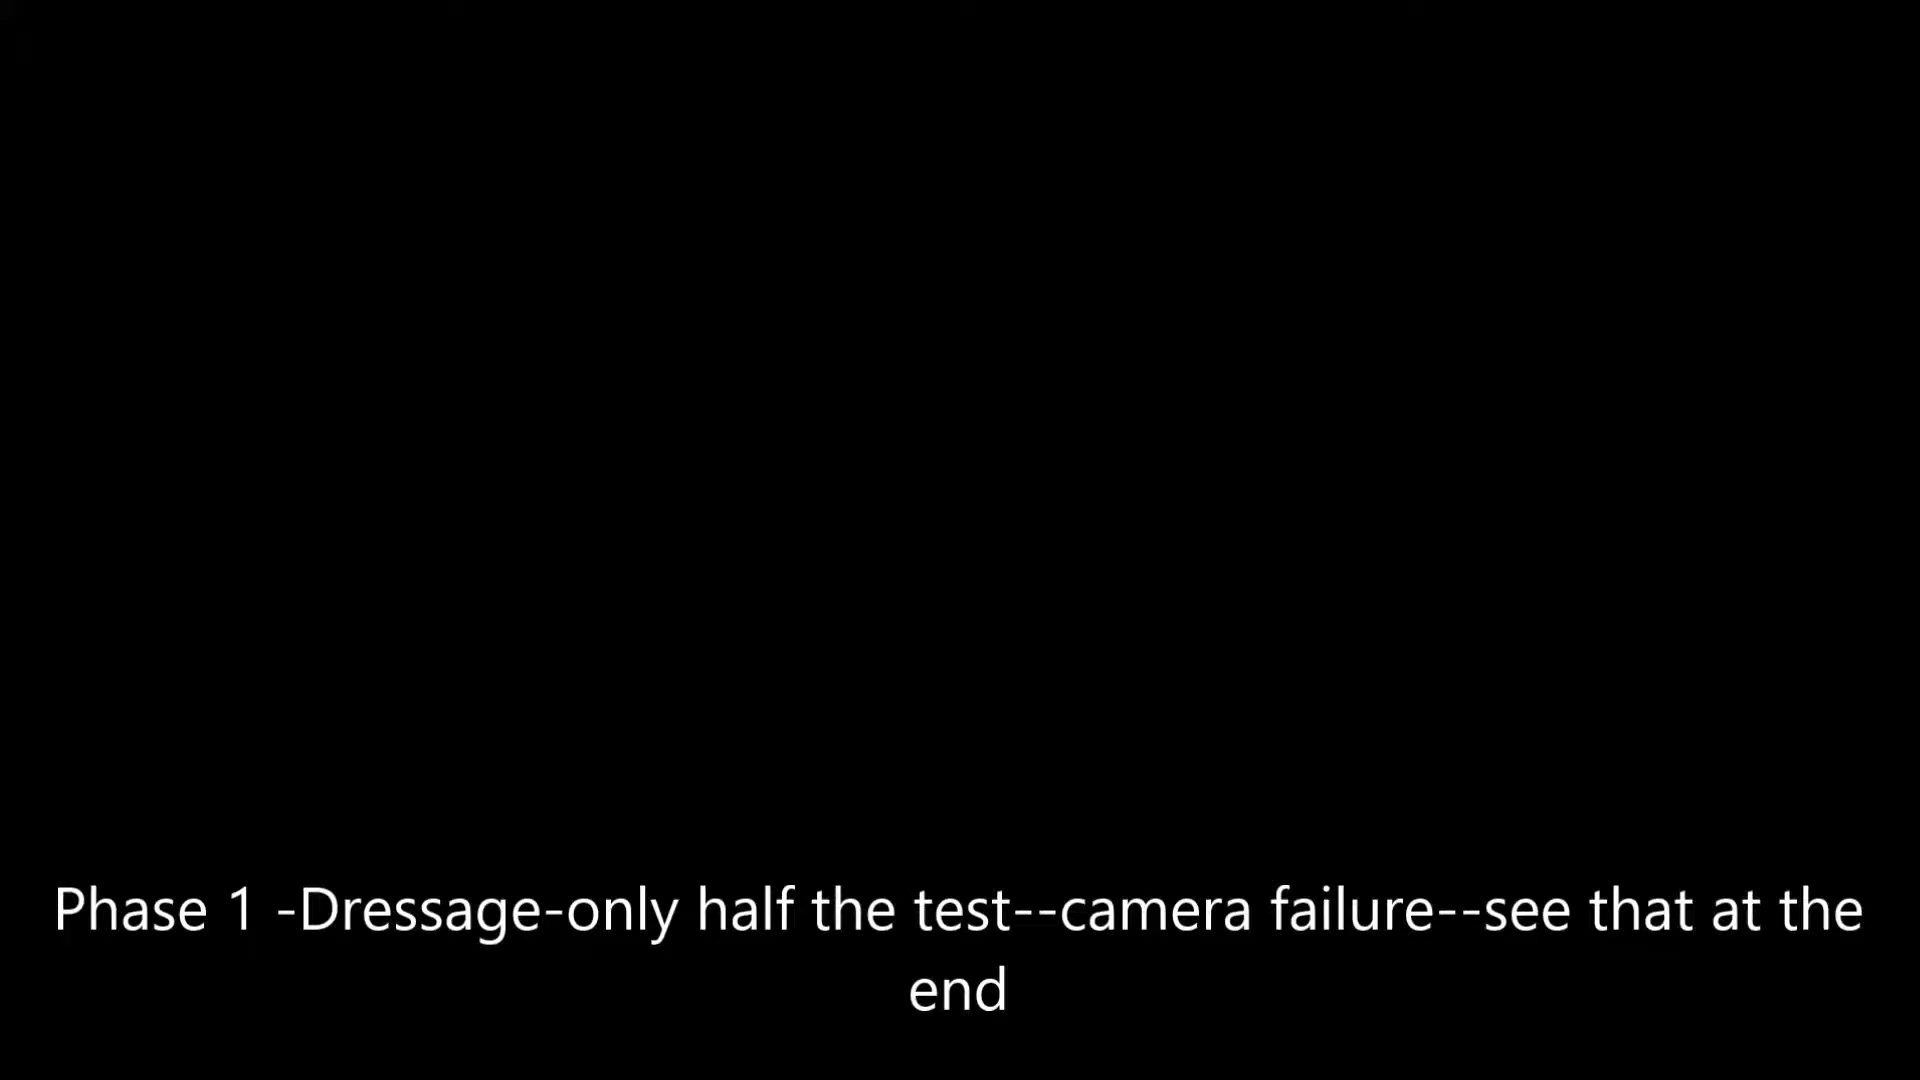 Phase 1 -Dressage-only half the test--camera failure--see that at the
end